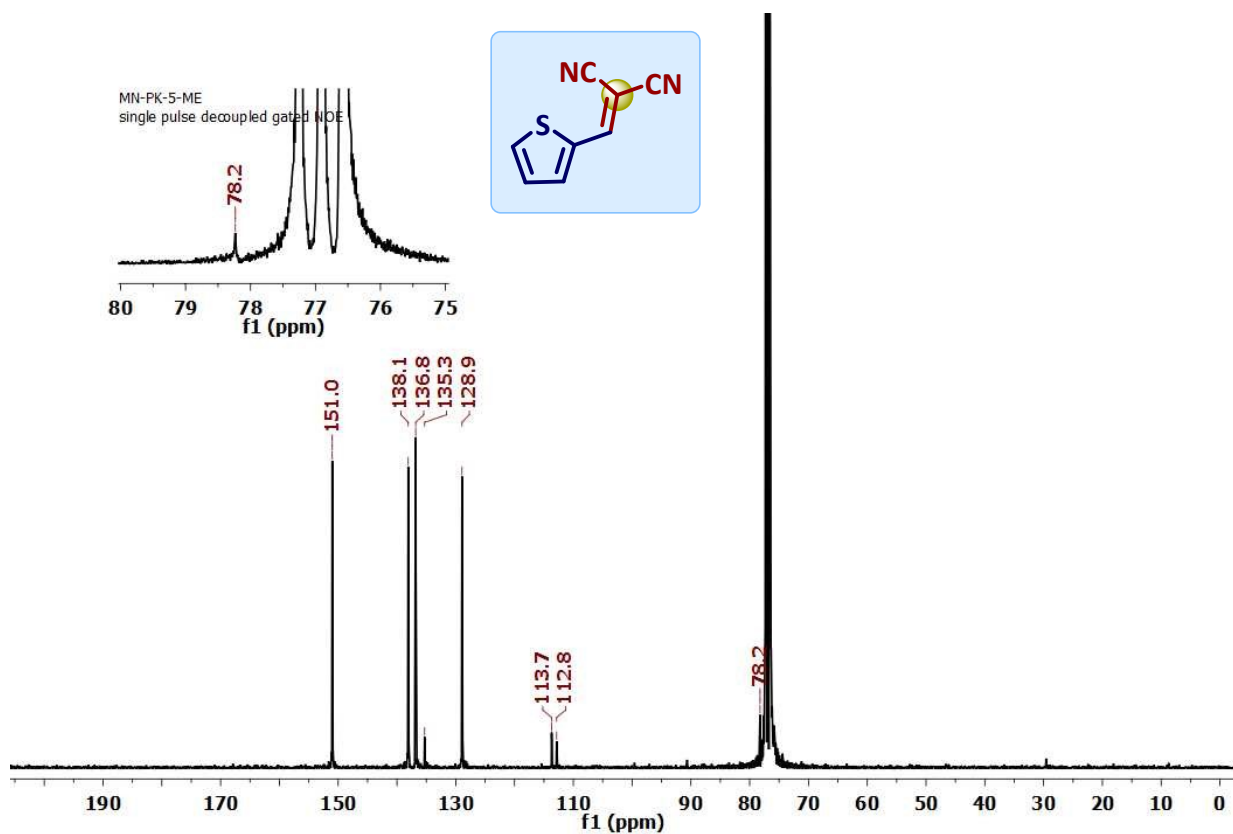 MN-PK-5-ME
single pulse decoupled gated NOE
78.2
80 79 78 77 76 75
f1 (ppm)
NC
CN
S
151.0
138.1
136.8
135.3
128.9
113.7
112.8
78.2
190 170 150 130 110 90 80 70 60 50 40 30 20 10 0
f1 (ppm)